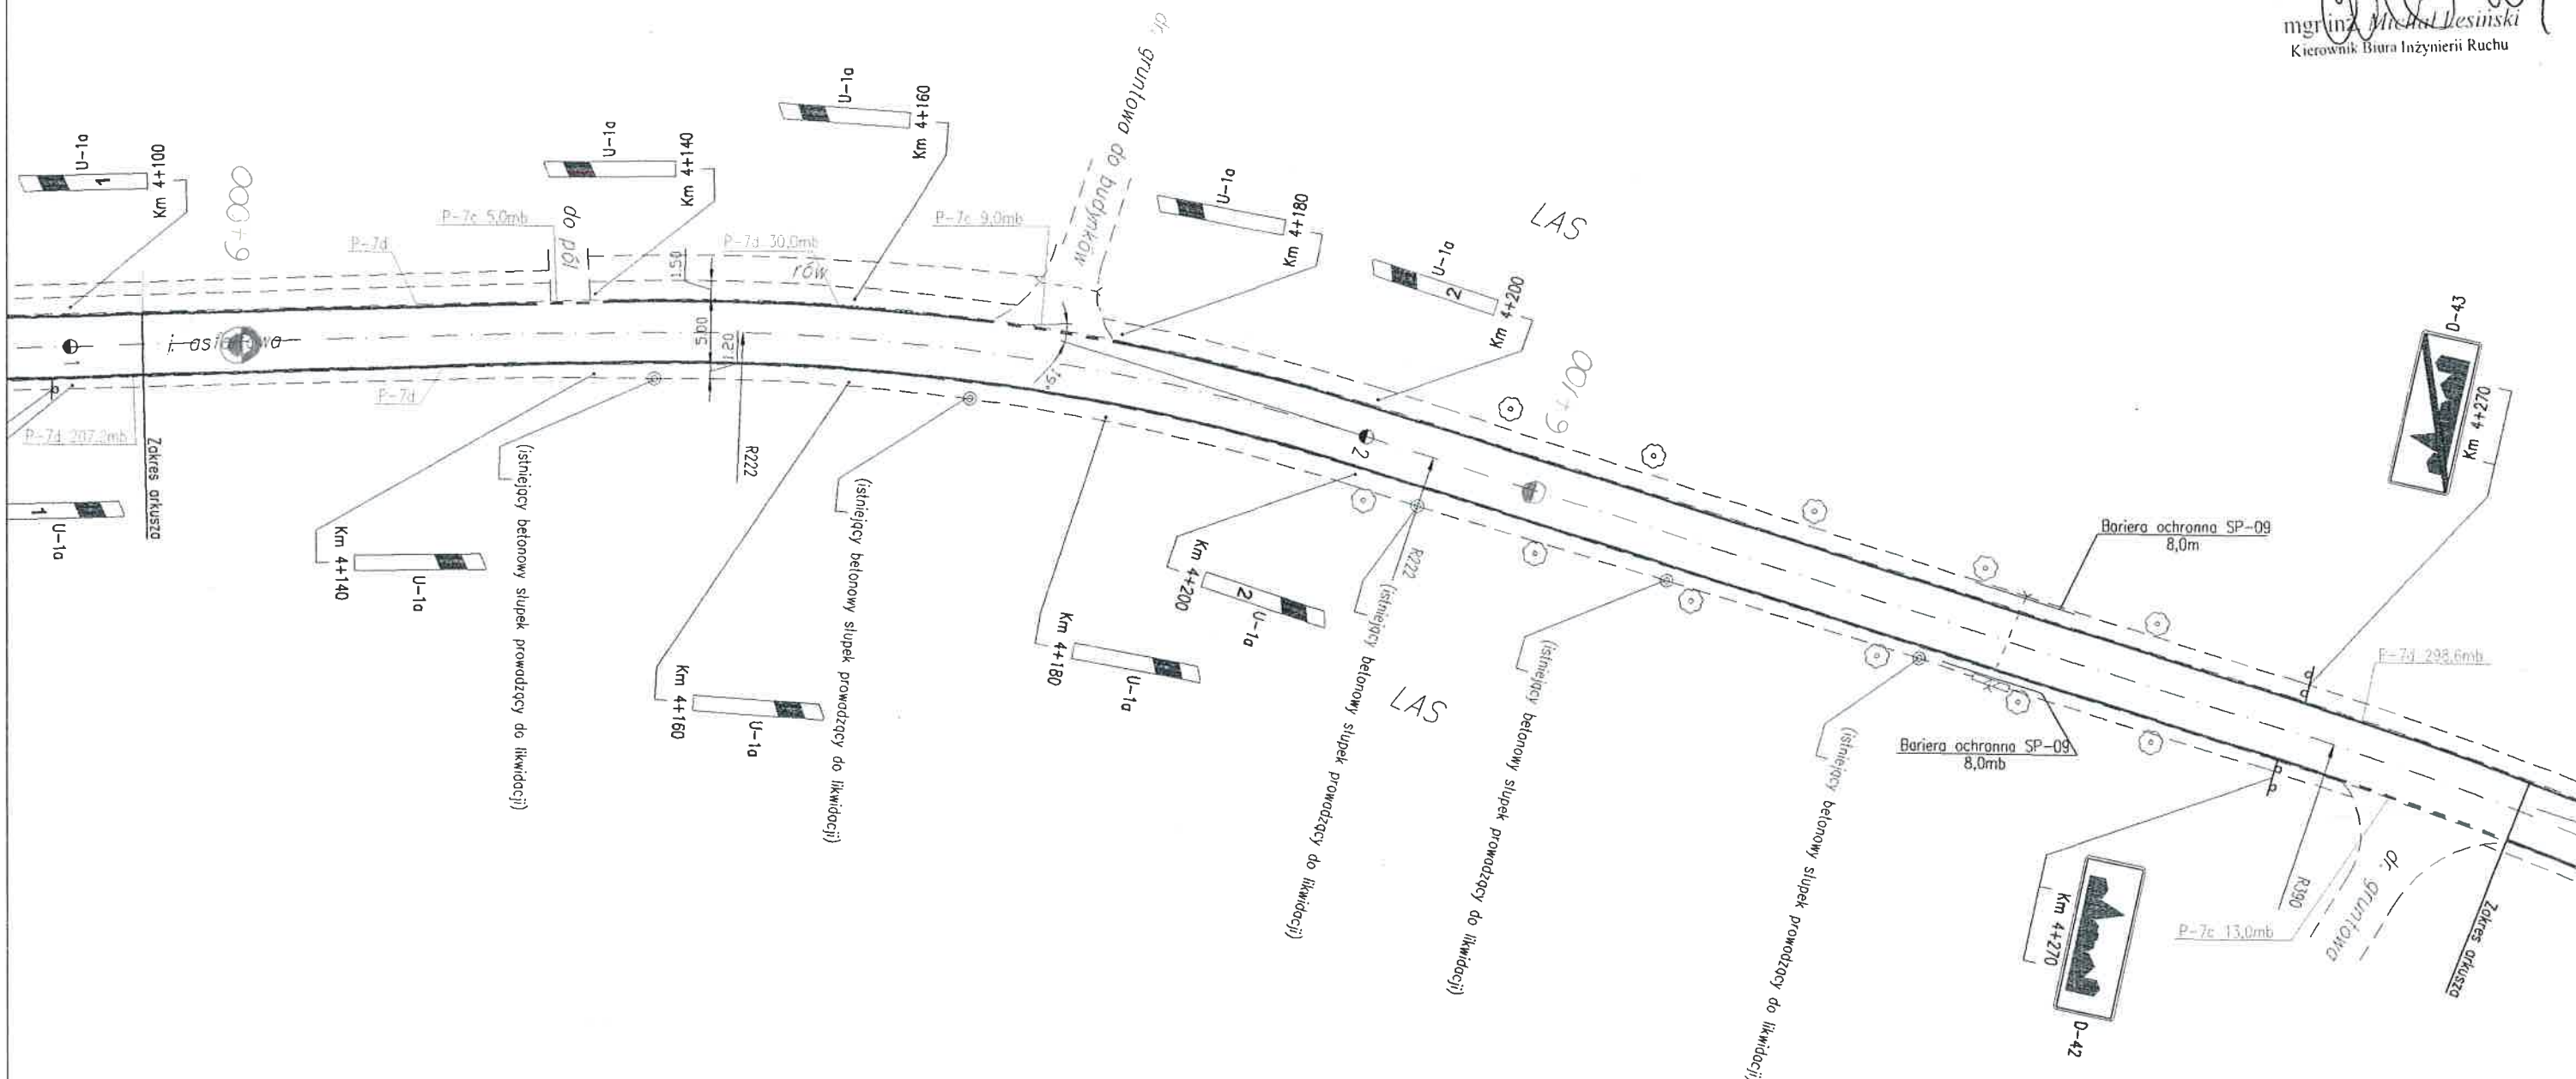 mgr inż. Michał Lesiński
Kierownik Biura Inżynierii Ruchu
U-1a
1
Km 4+100
6+000
P-7d
P-7c 5,0mb
do pól
U-1a
Km 4+140
1.50
P-7d 30,0mb
rów
U-1a
Km 4+160
P-7c 9,0mb
dr. gruntowa do budynków
U-1a
Km 4+180
LAS
U-1a
2
Km 4+200
6+100
D-43
Km 4+270
Bariera ochronna SP-09
8,0m
P-7d 298,6mb
1
5.00
1.20
2
P-7d
P-7d 207,2mb
Zakres arkusza
1
U-1a
Km 4+140
U-1a
(istniejący betonowy słupek prowadzący do likwidacji)
R222
Km 4+160
U-1a
(istniejący betonowy słupek prowadzący do likwidacji)
Km 4+180
U-1a
Km 4+200
2
U-1a
R222
(istniejący betonowy słupek prowadzący do likwidacji)
LAS
(istniejący betonowy słupek prowadzący do likwidacji)
(istniejący betonowy słupek prowadzący do likwidacji)
Bariera ochronna SP-09
8,0mb
Km 4+270
D-42
R390
P-7c 13,0mb
dr. gruntowa
Zakres arkusza